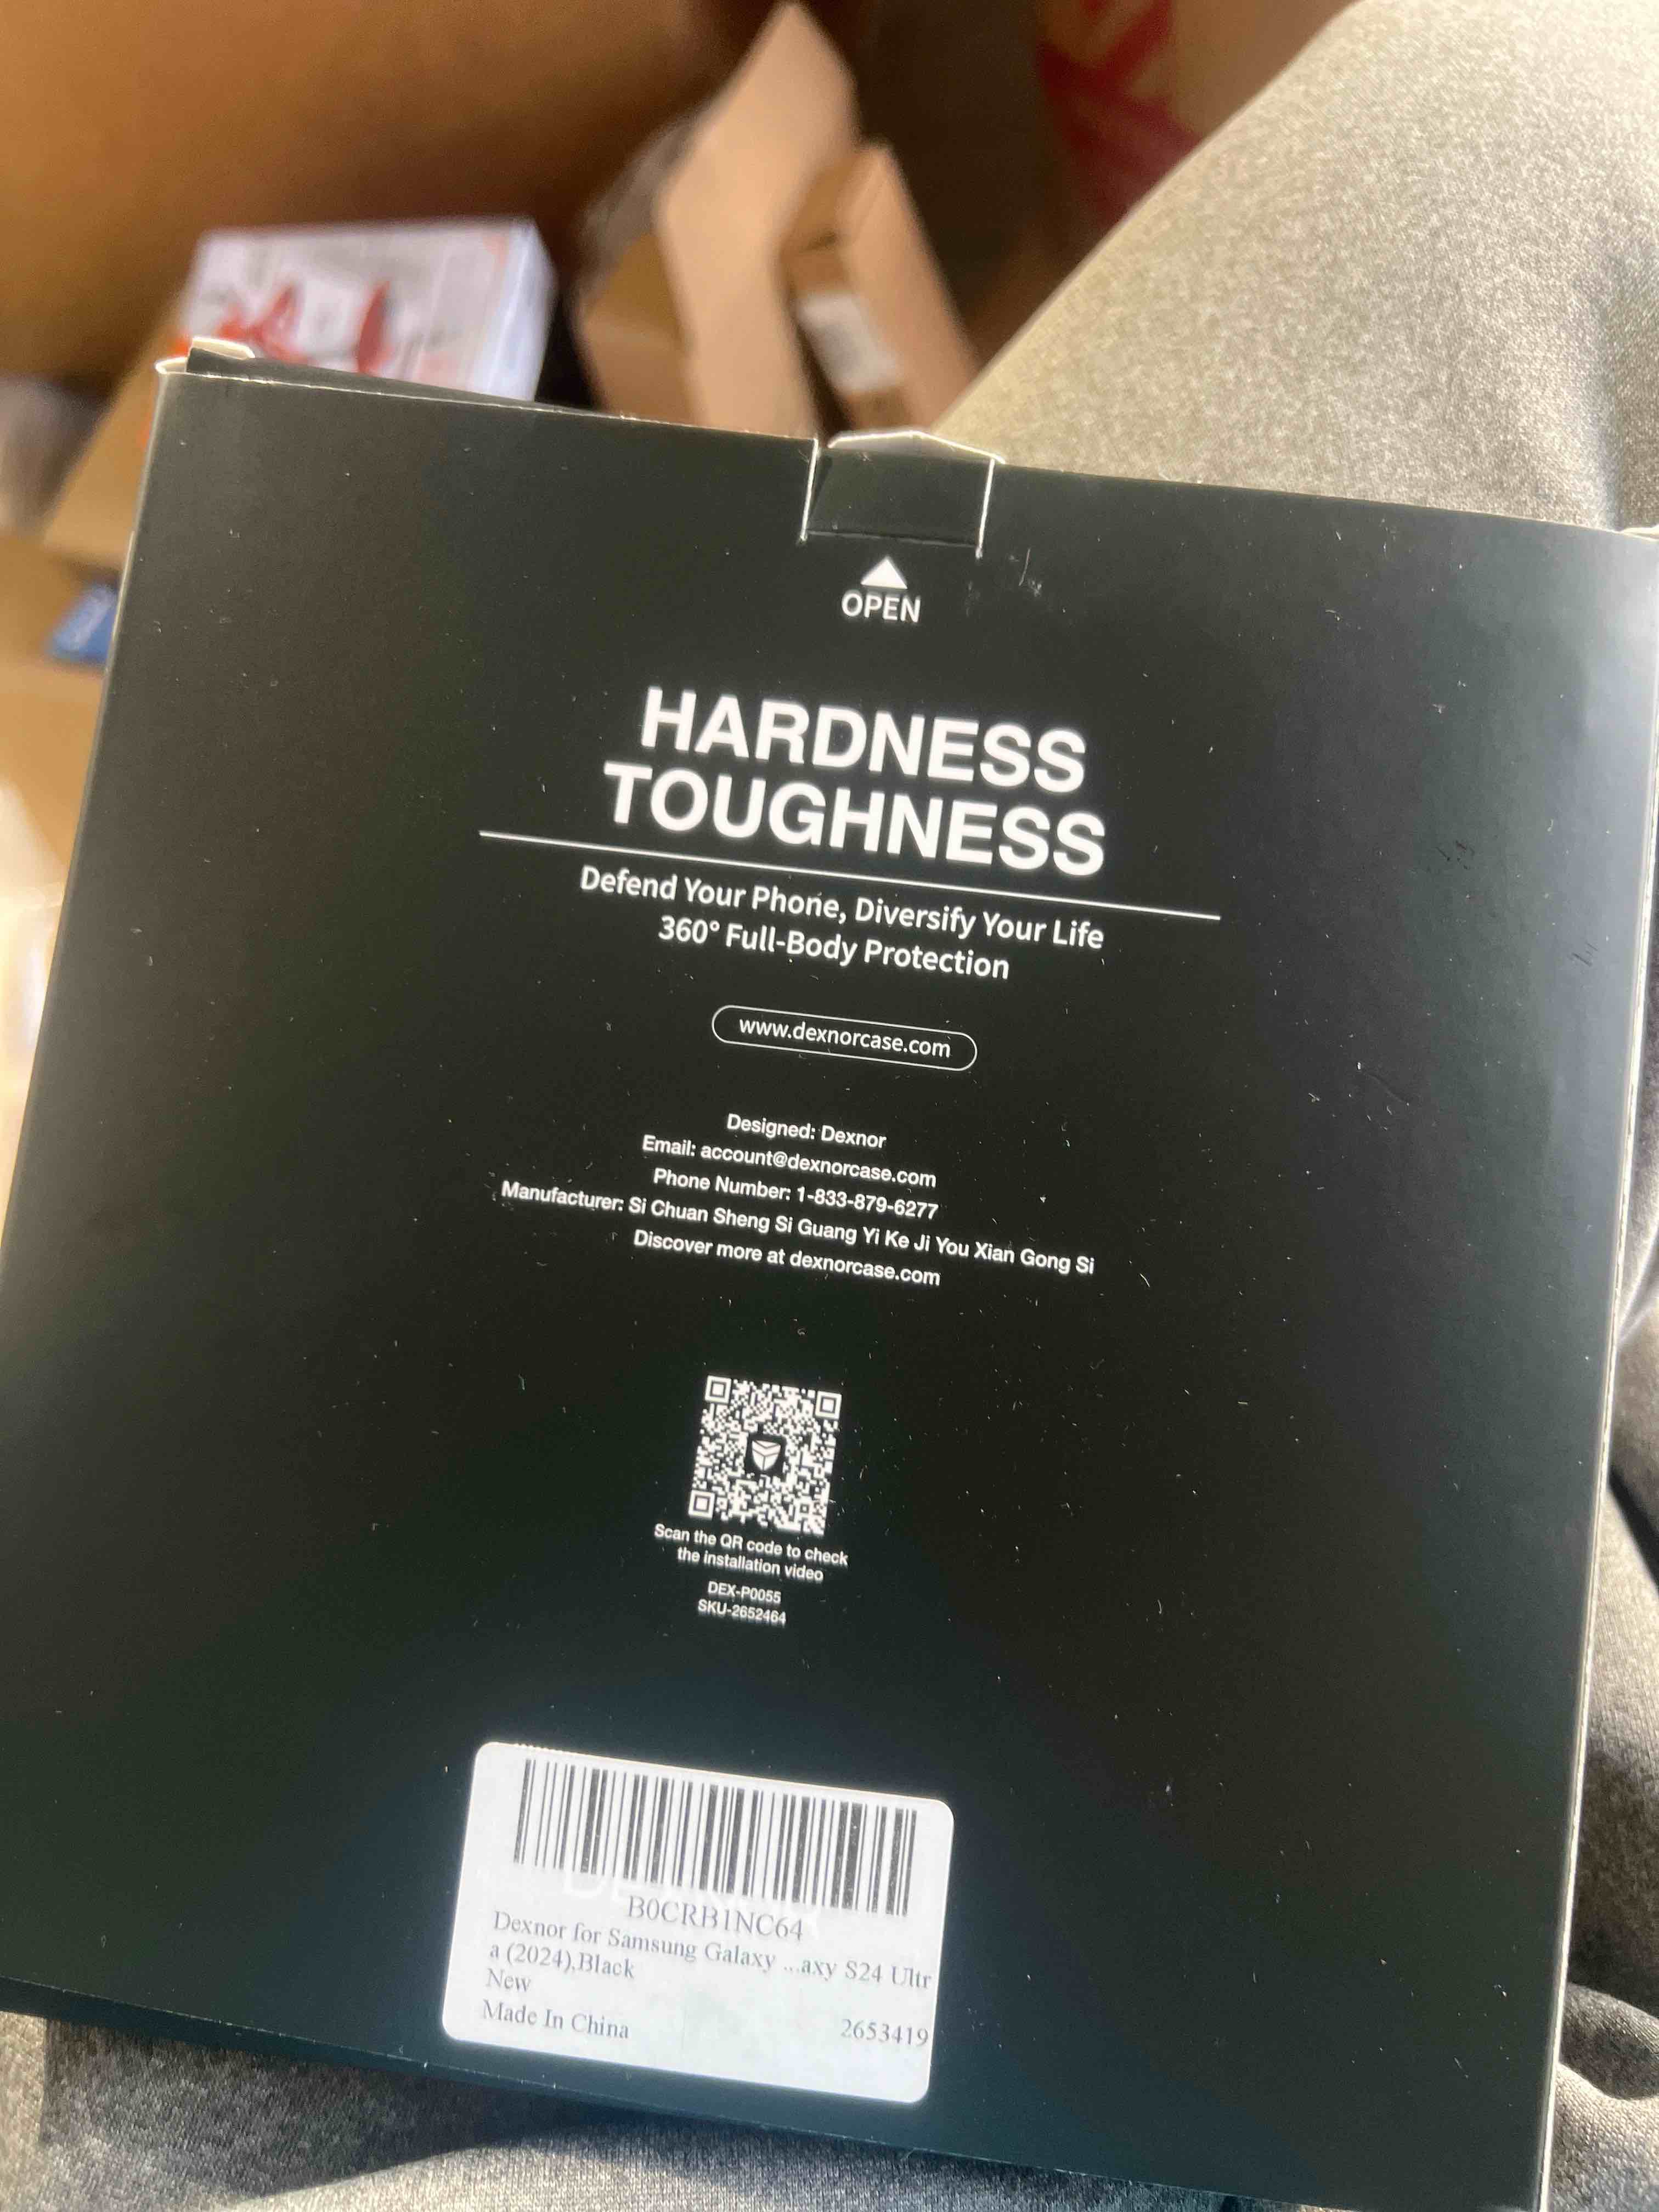 OPEN
HARDNESS
TOUGHNESS
Defend Your Phone, Diversify Your Life
360° Full-Body Protection
www.dexnorcase.com
Designed: Dexnor
Email: account@dexnorcase.com
Phone Number: 1-833-879-6277
Manufacturer: Si Chuan Sheng Si Guang Yi Ke Ji You Xian Gong Si
Discover more at dexnorcase.com
Scan the QR code to check
the installation video
DEX-P0055
SKU-2652464
B0CRB1NC64
Dexnor for Samsung Galaxy ...axy S24 Ultr
a (2024),Black
New
Made In China 2653419